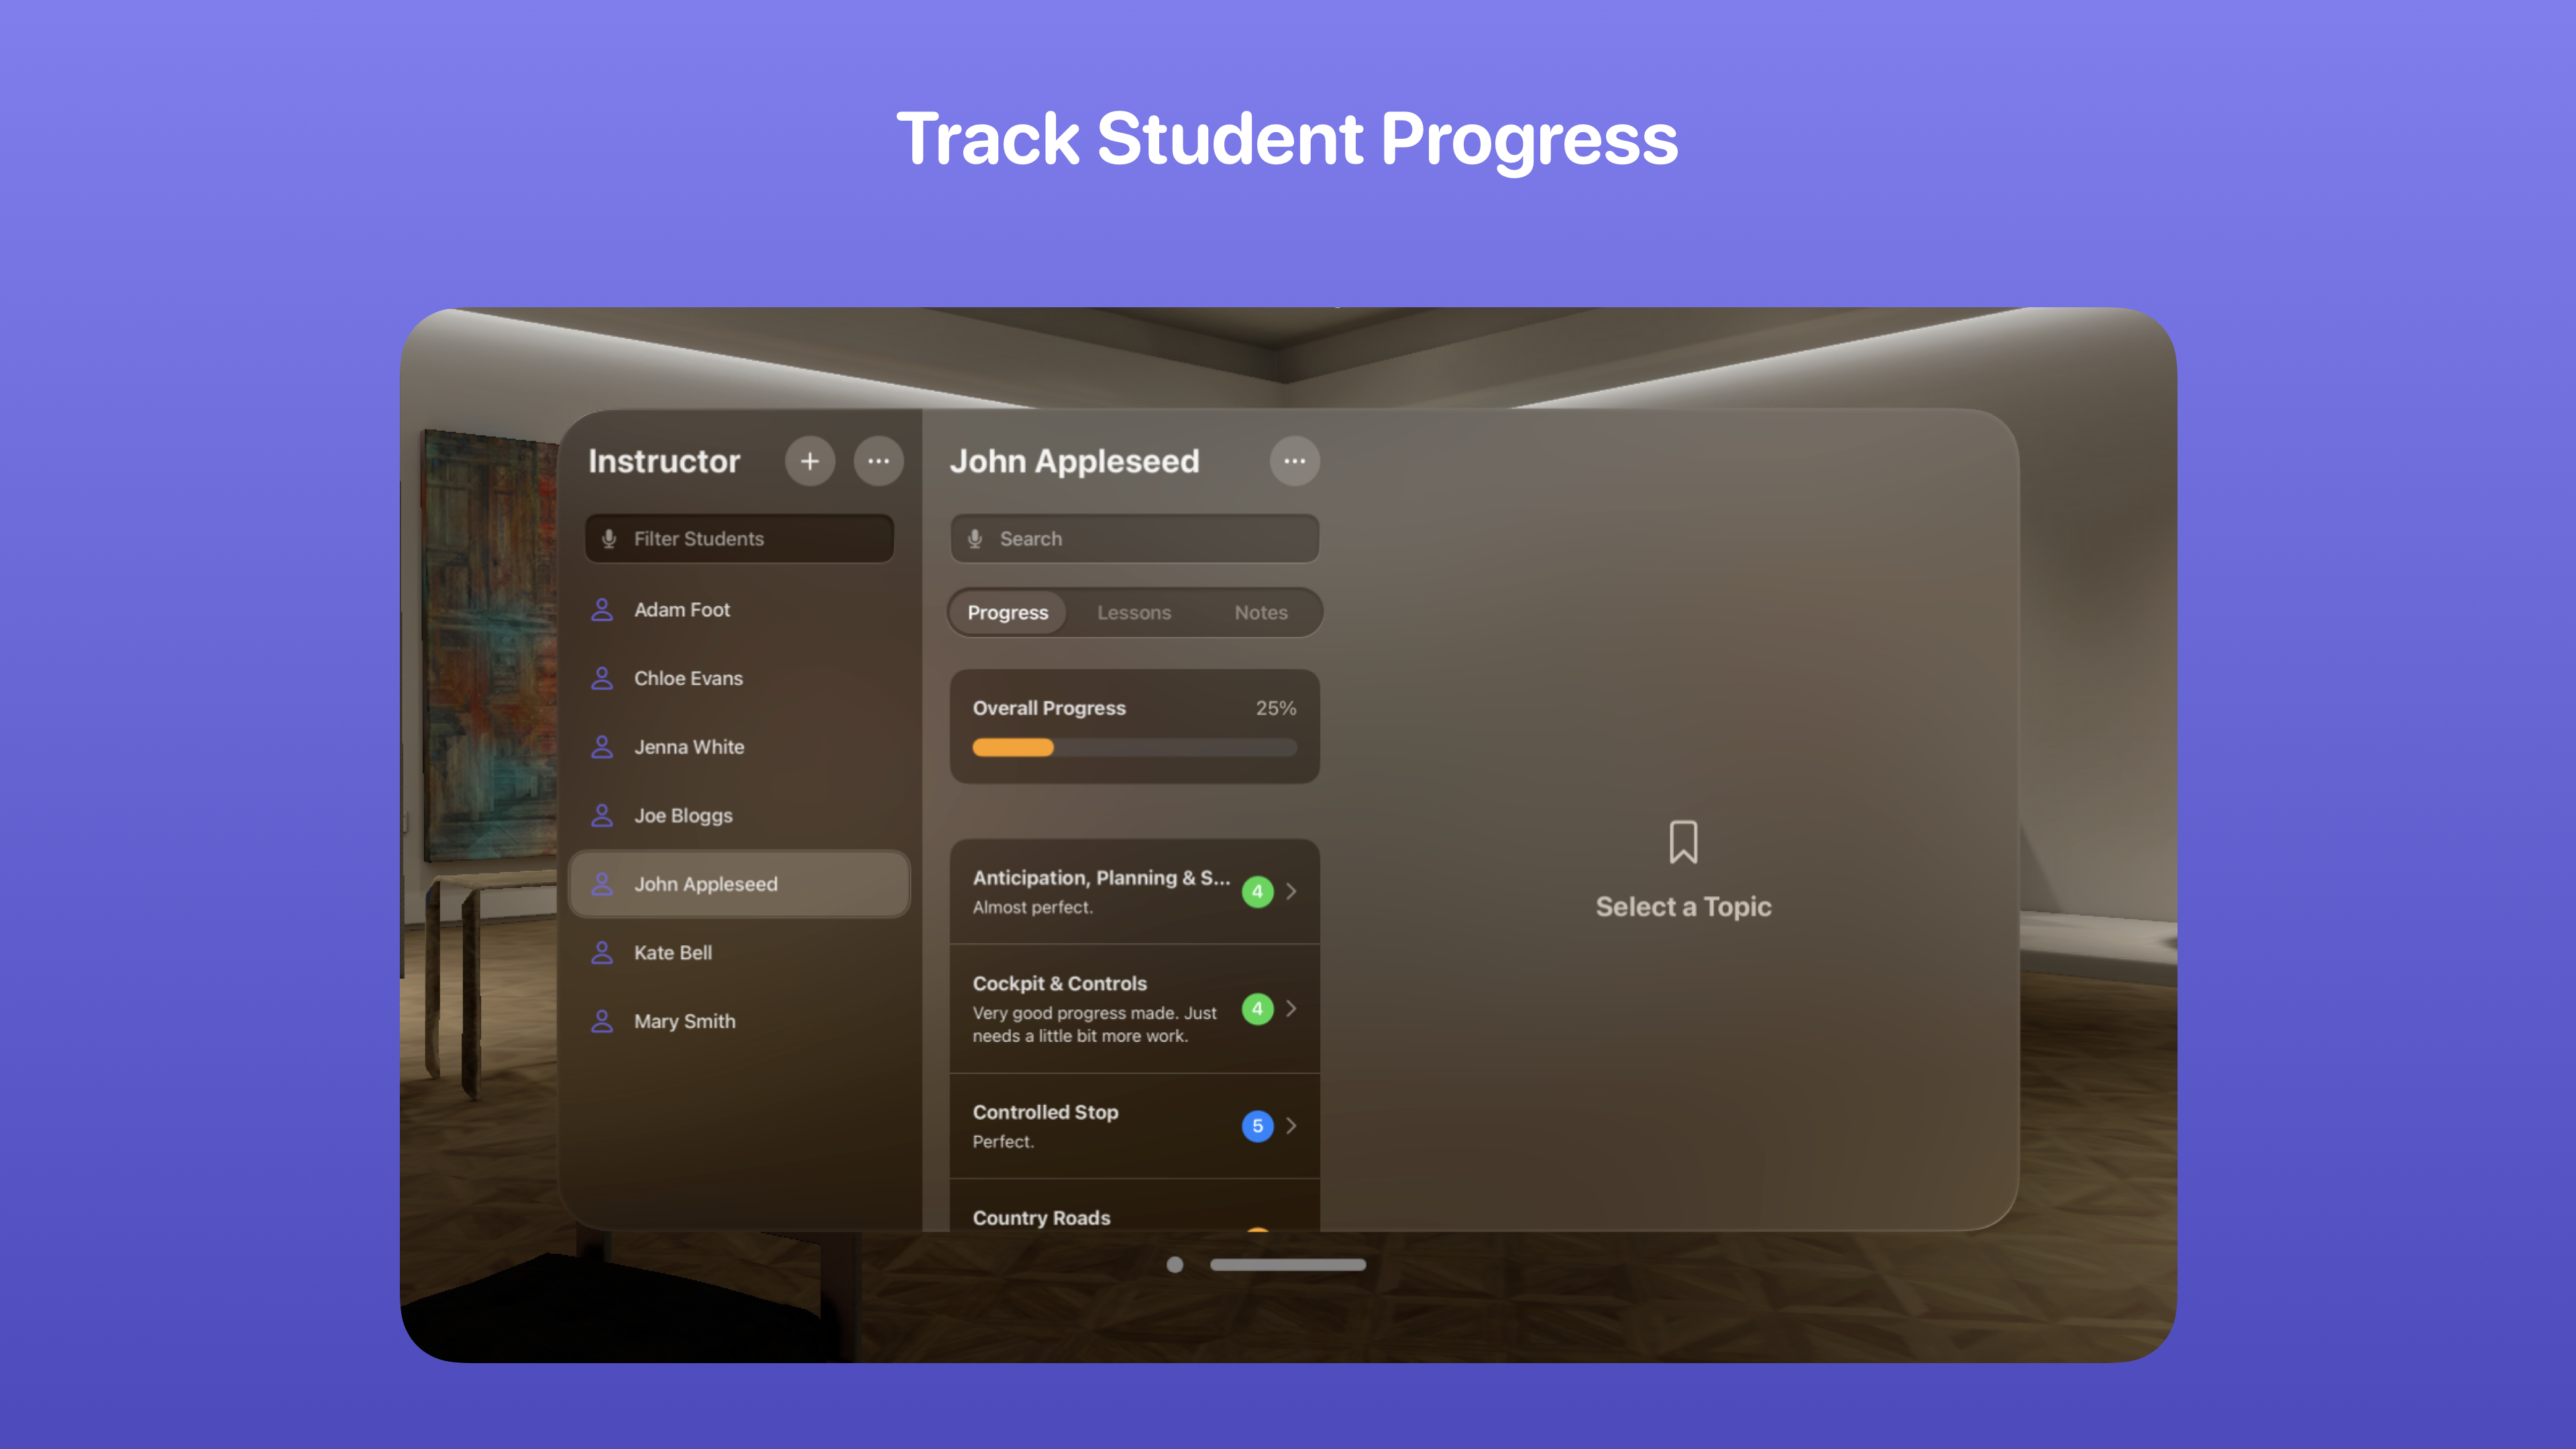 Track Student Progress
Instructor
Filter Students
Adam Foot
Chloe Evans
Jenna White
Joe Bloggs
John Appleseed
Kate Bell
Mary Smith
John Appleseed
Search
Progress Lessons Notes
Overall Progress 25%
Anticipation, Planning & S...
Almost perfect.
4
Cockpit & Controls
Very good progress made. Just
needs a little bit more work.
4
Controlled Stop
Perfect.
5
Country Roads
Select a Topic